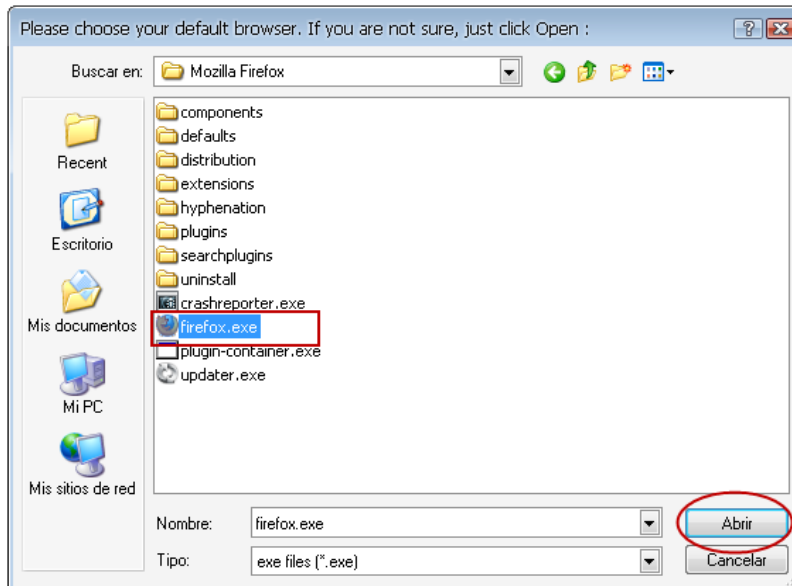 Please choose your default browser. If you are not sure, just click Open :
Buscar en:
Mozilla Firefox
Recent
Escritorio
Mis documentos
Mi PC
Mis sitios de red
components
defaults
distribution
extensions
hyphenation
plugins
searchplugins
uninstall
crashreporter.exe
firefox.exe
plugin-container.exe
updater.exe
Nombre:
firefox.exe
Abrir
Tipo:
exe files (*.exe)
Cancelar